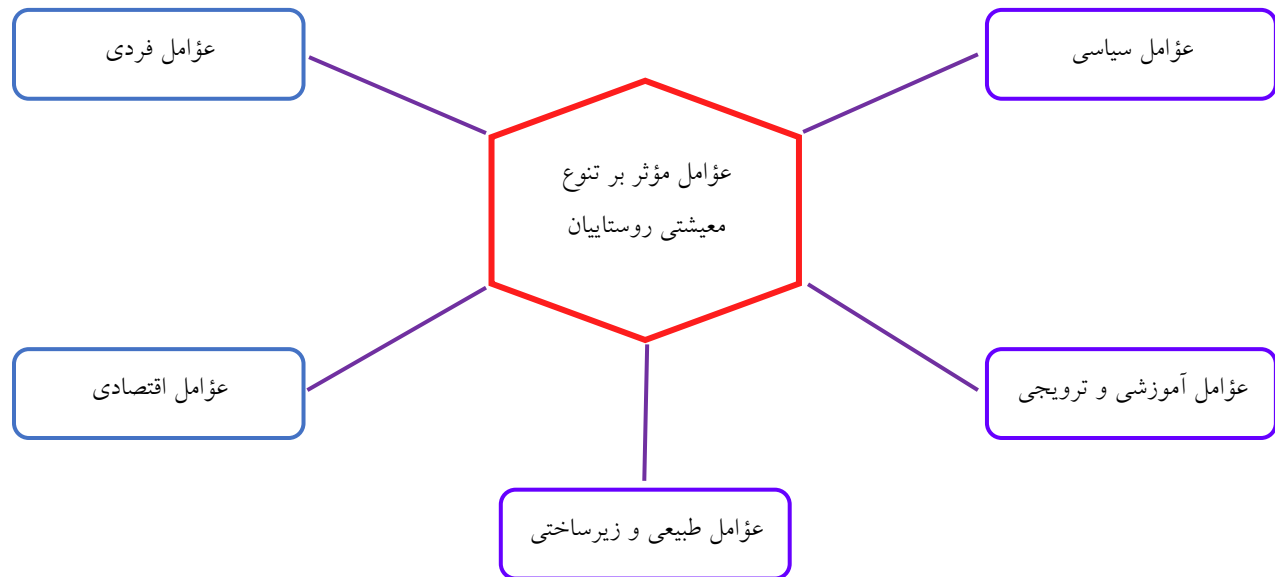 عؤامل سیاسی
عؤامل فردی
عؤامل مؤثر بر تنوع
معیشتی روستاییان
عؤامل آموزشی و ترویجی
عؤامل اقتصادی
عؤامل طبیعی و زیرساختی